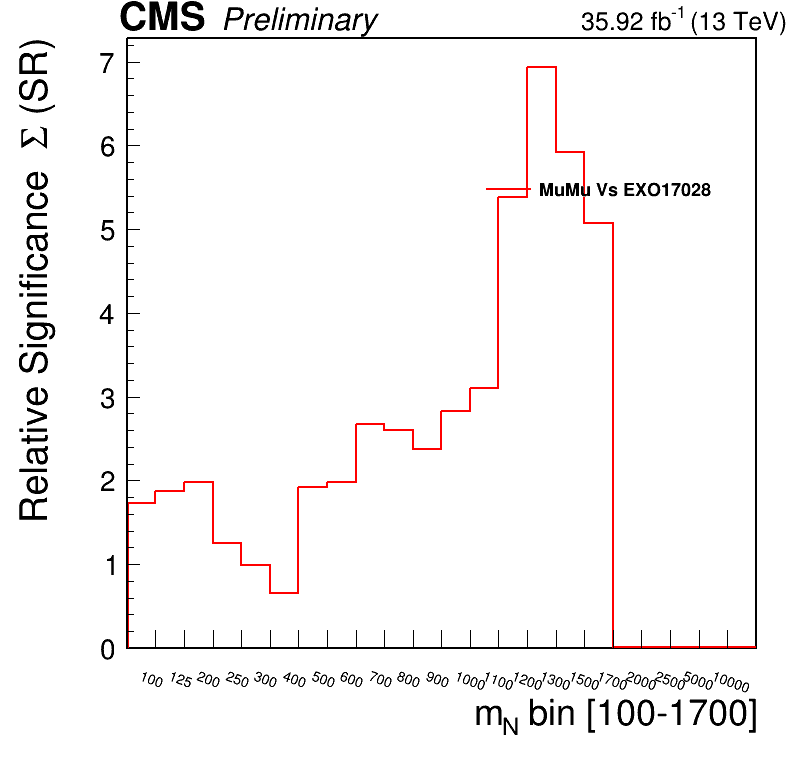 CMS Preliminary 35.92 fb⁻¹ (13 TeV)
Relative Significance Σ (SR)
7
6
MuMu Vs EXO17028
5
4
3
2
1
0
100 125 200 250 300 400 500 600 700 800 900 1000 1100 1200 1300 1500 1700 2000 2500 5000 10000
m_N bin [100-1700]